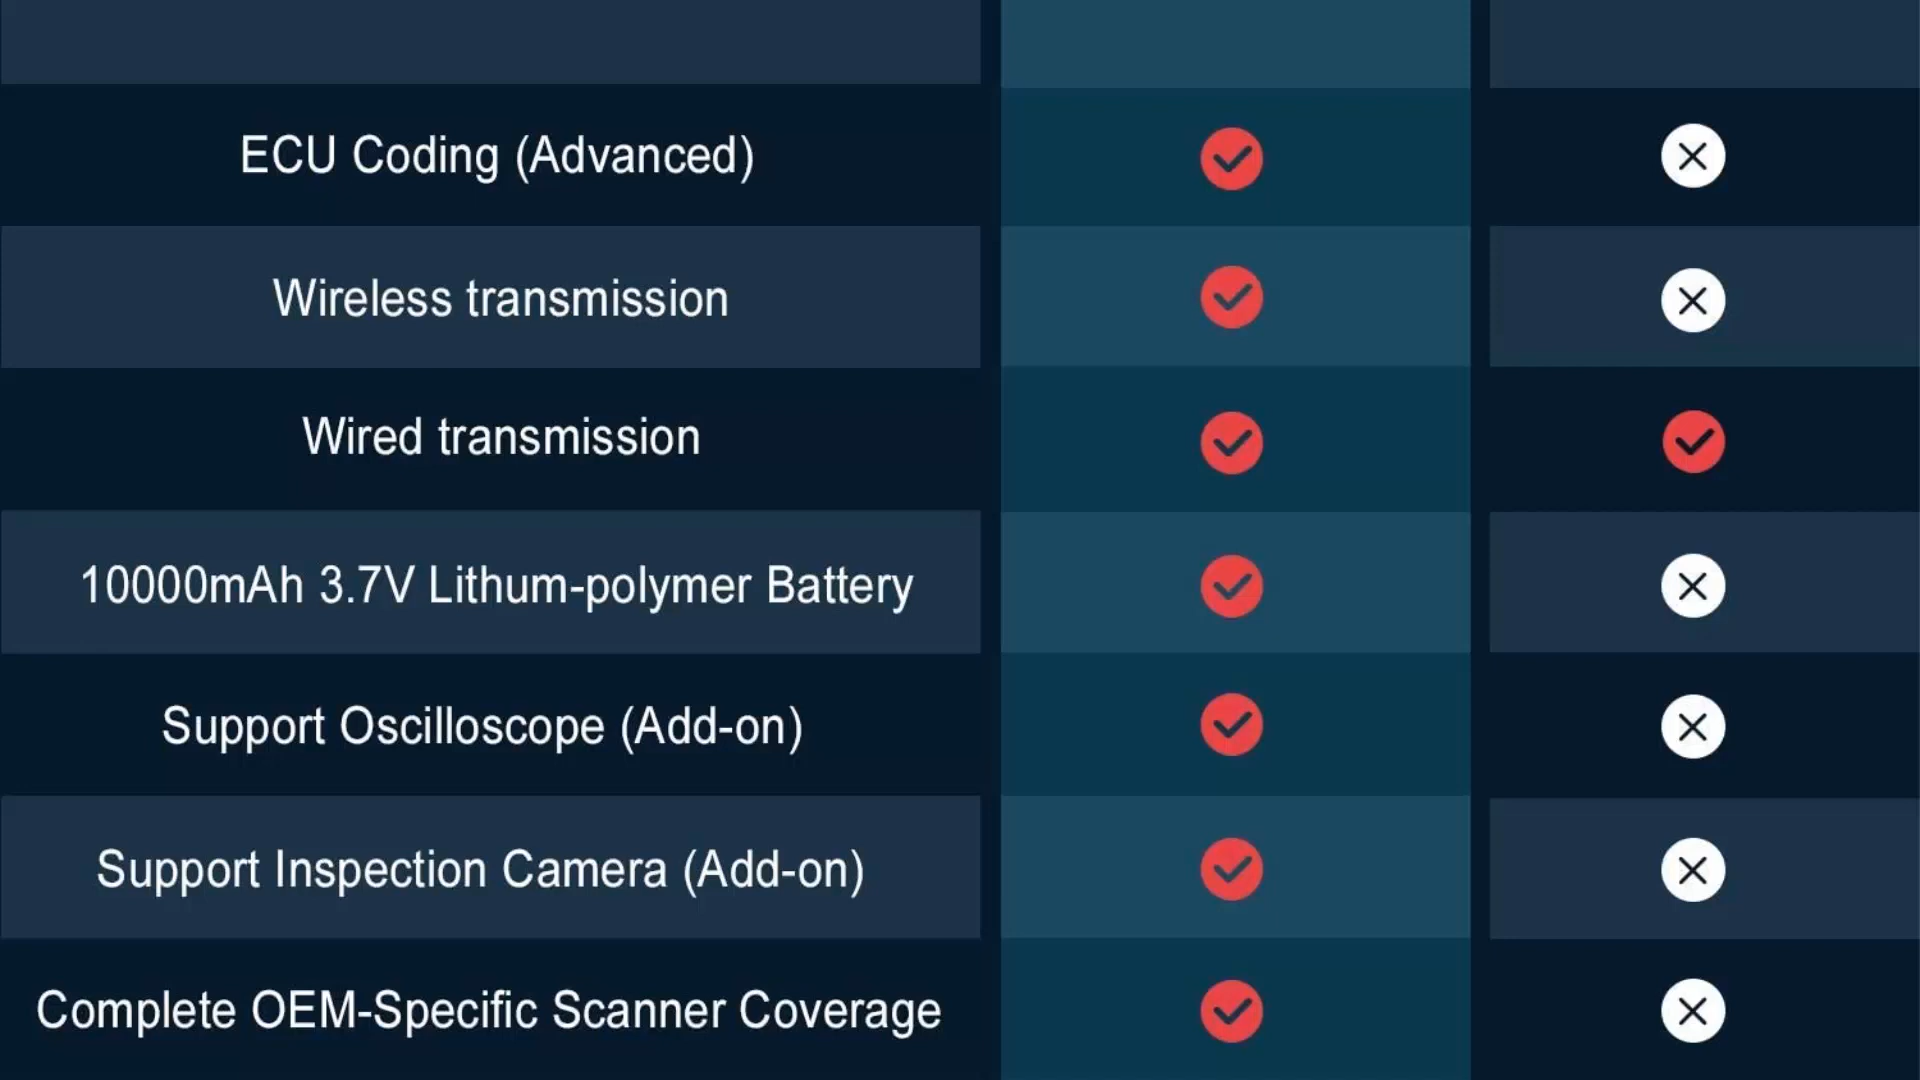 ECU Coding (Advanced)
Wireless transmission
Wired transmission
10000mAh 3.7V Lithum-polymer Battery
Support Oscilloscope (Add-on)
Support Inspection Camera (Add-on)
Complete OEM-Specific Scanner Coverage